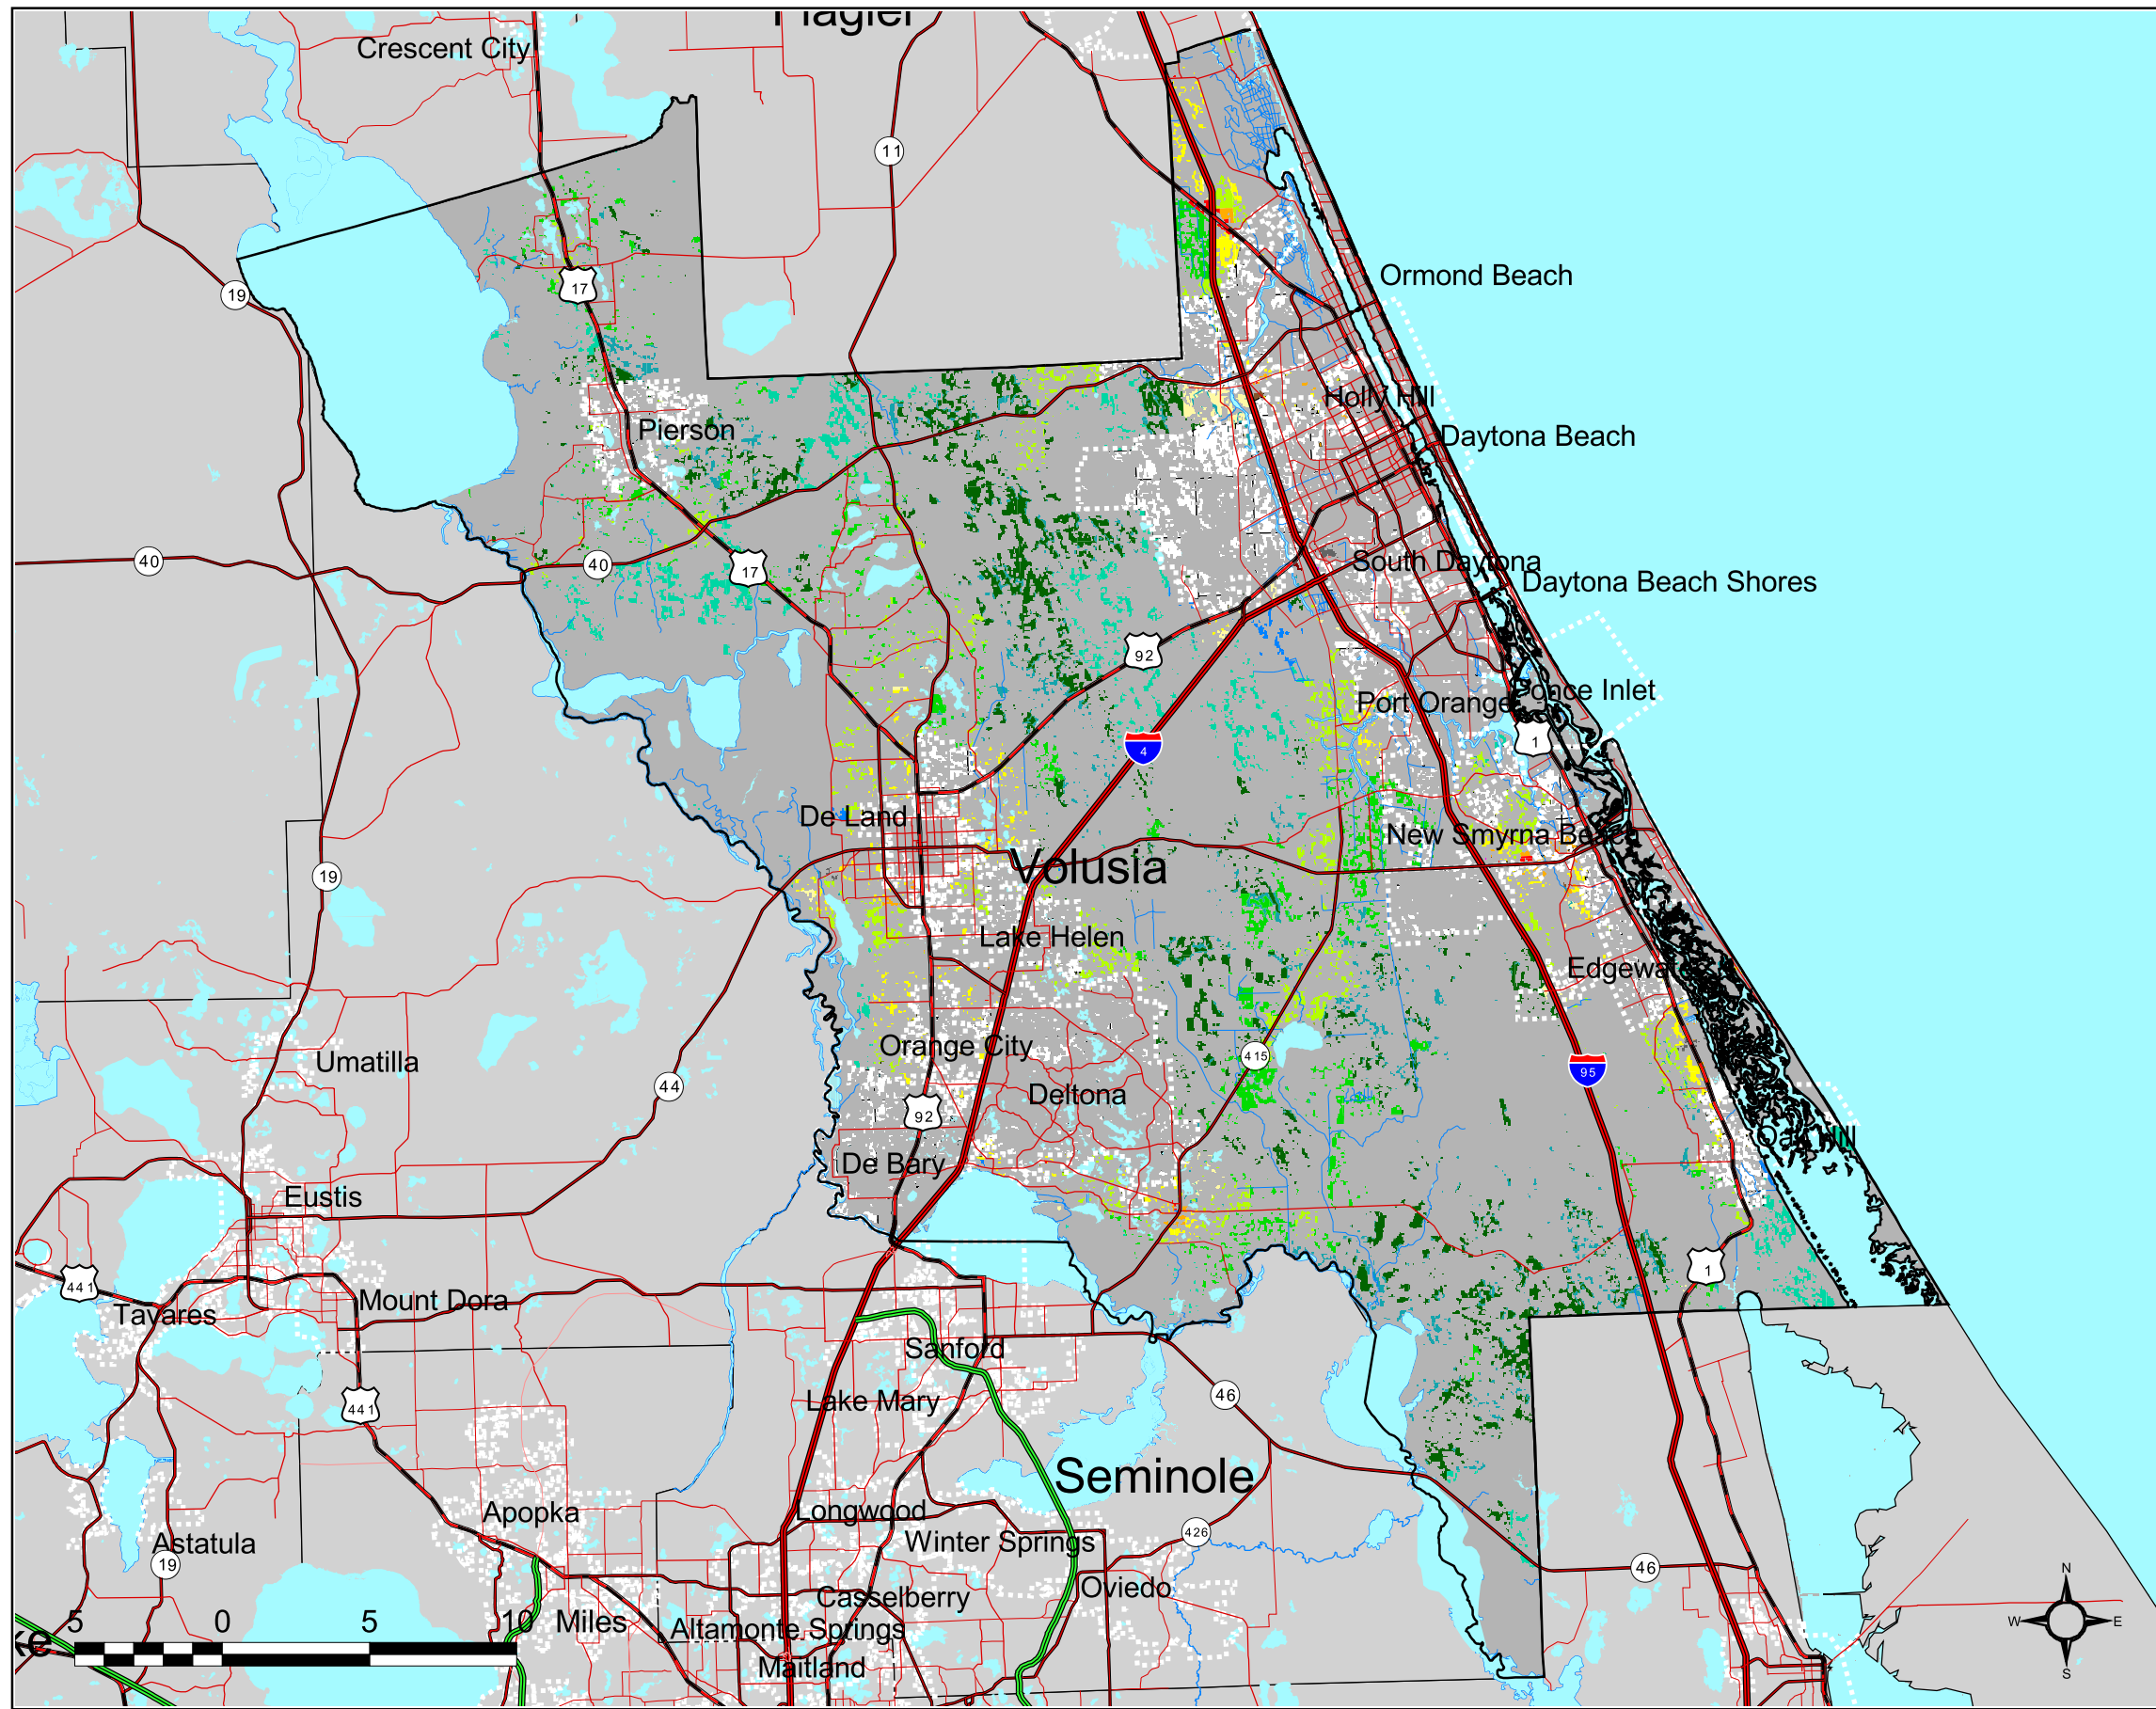 Flagler
Crescent City
11
19
17
Ormond Beach
Holly Hill
Pierson
Daytona Beach
40
40
17
South Daytona
Daytona Beach Shores
92
Ponce Inlet
Port Orange
1
4
De Land
New Smyrna Beach
Volusia
19
Lake Helen
Edgewater
Orange City
415
Umatilla
95
44
Deltona
92
Oak Hill
De Bary
Eustis
1
441
Mount Dora
Tavares
Sanford
46
Lake Mary
441
Seminole
Apopka
Longwood
426
Winter Springs
Astatula
19
46
N
Oviedo
Casselberry
5 0 5 10 Miles
Altamonte Springs
W E
ke
Maitland
S